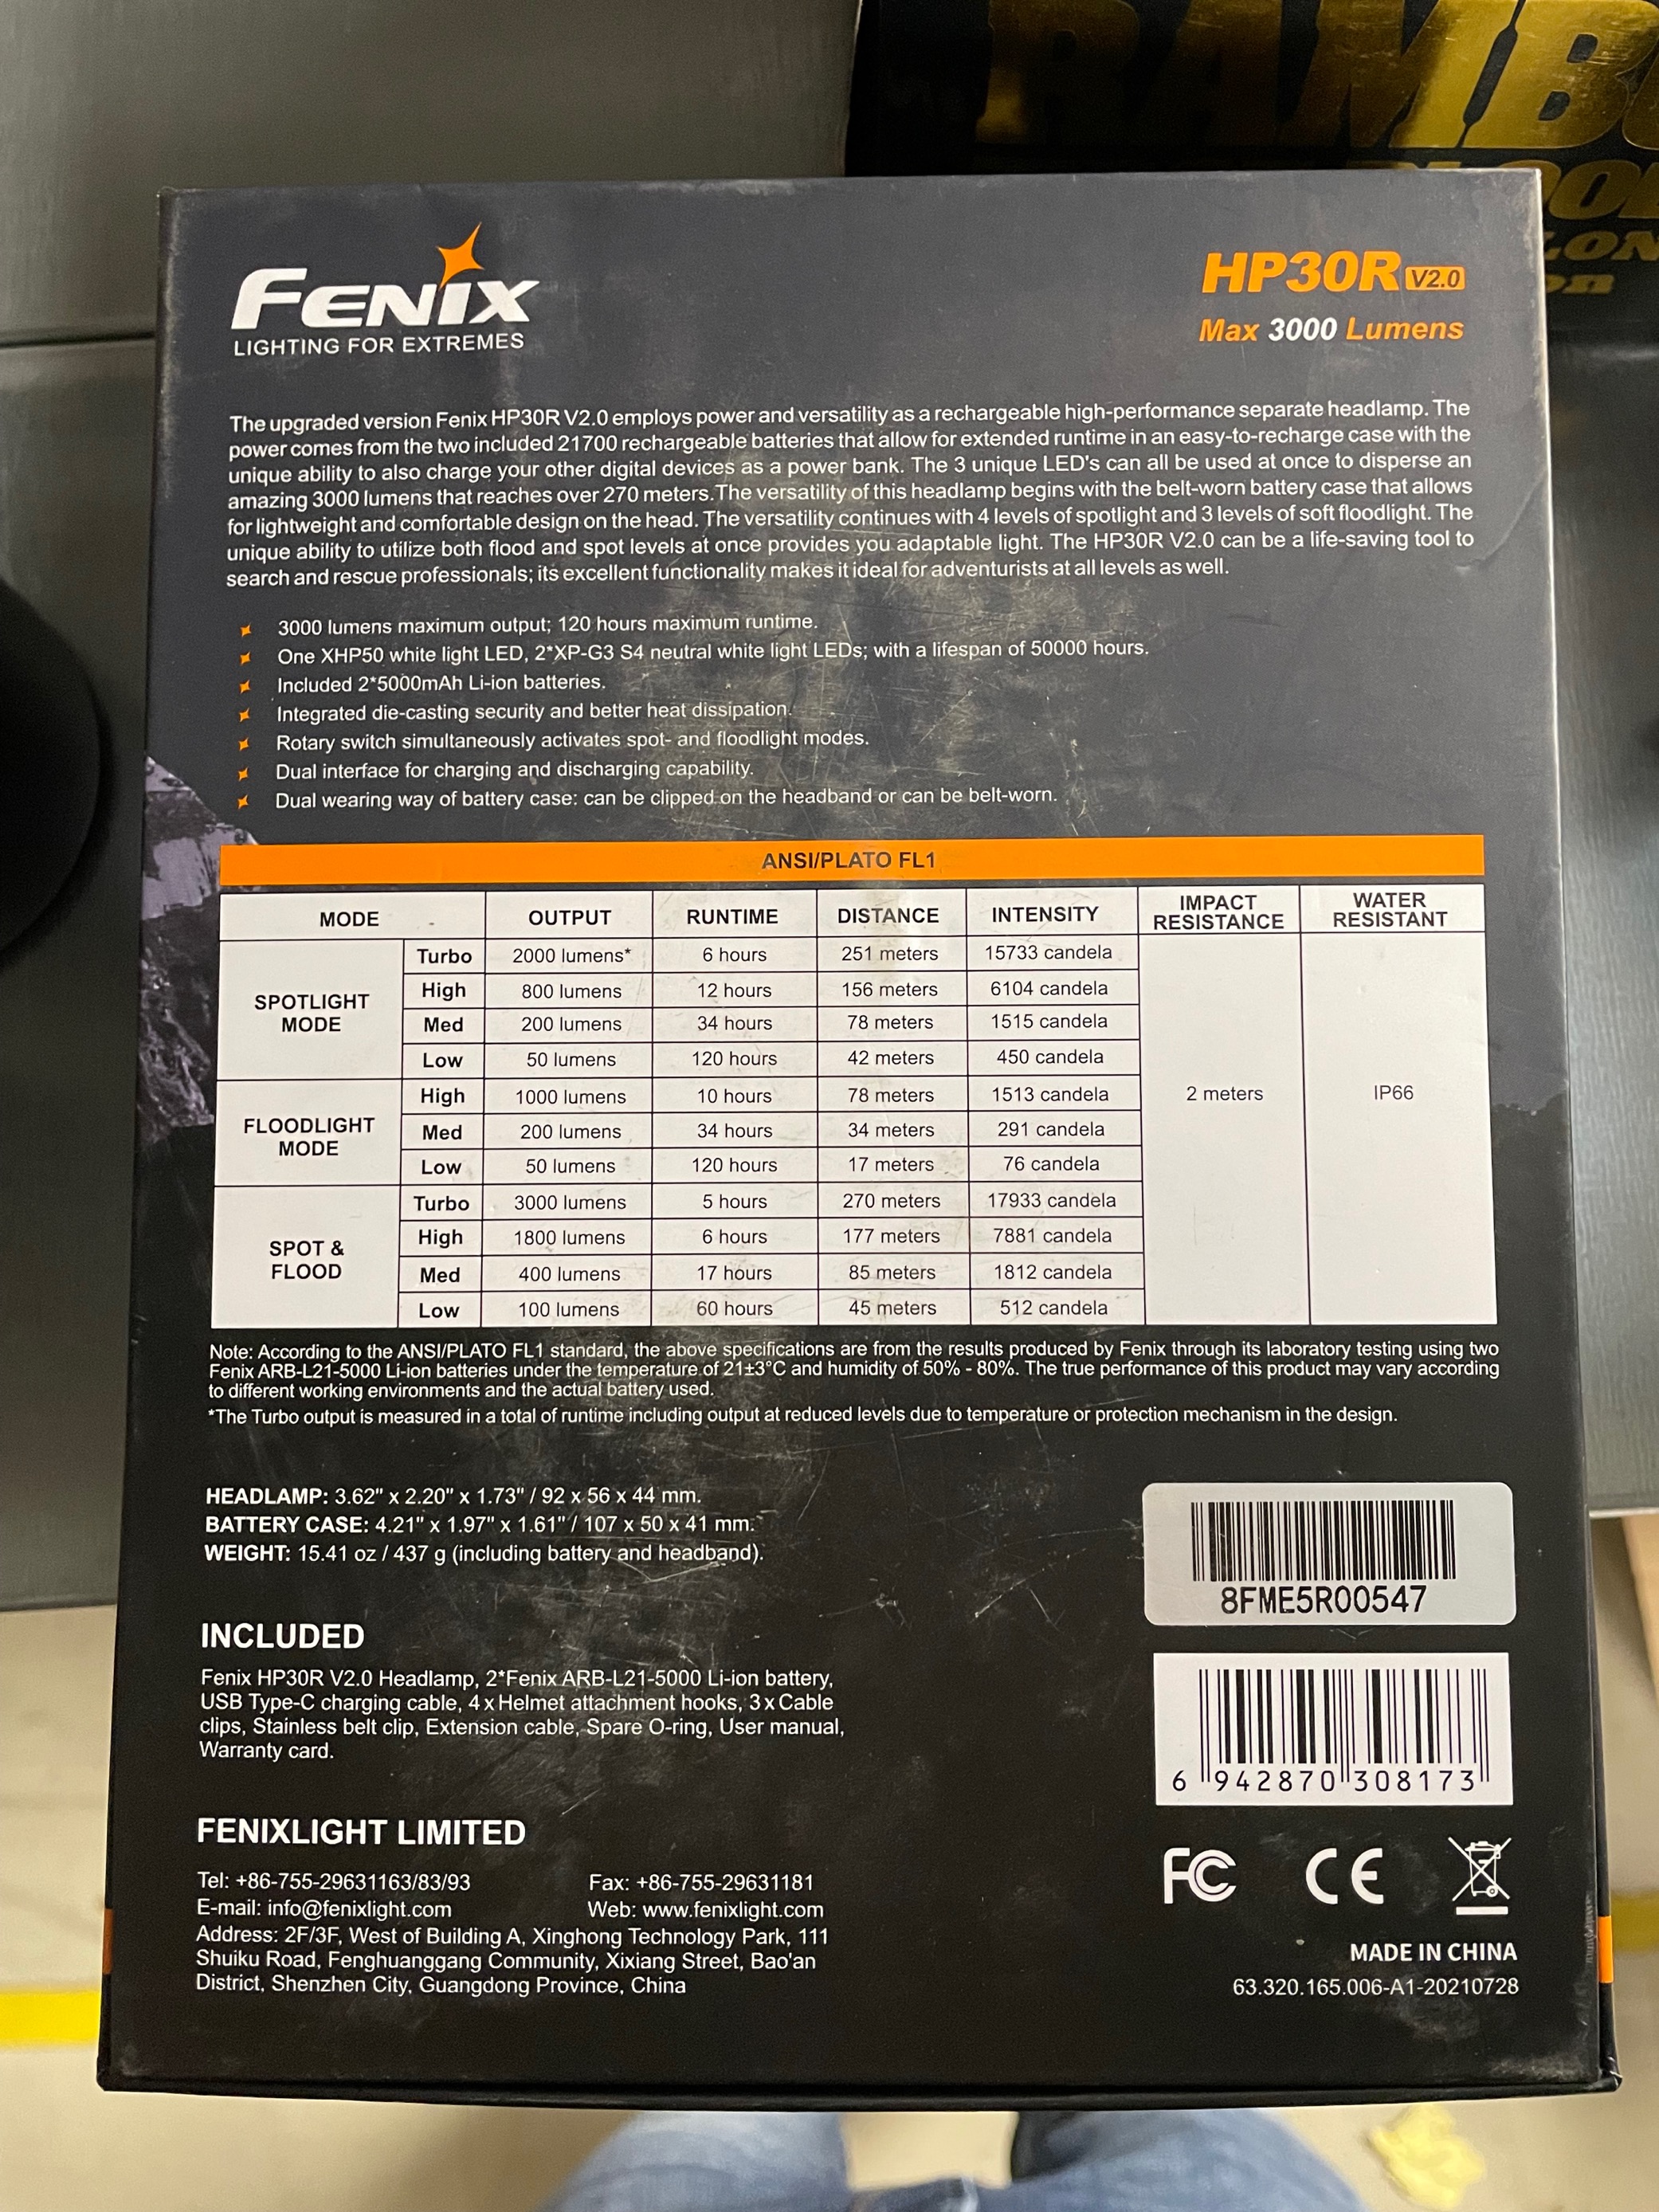 RAMB
FENIX
LIGHTING FOR EXTREMES
HP30R V2.0
Max 3000 Lumens
The upgraded version Fenix HP30R V2.0 employs power and versatility as a rechargeable high-performance separate headlamp. The
power comes from the two included 21700 rechargeable batteries that allow for extended runtime in an easy-to-recharge case with the
unique ability to also charge your other digital devices as a power bank. The 3 unique LED's can all be used at once to disperse an
amazing 3000 lumens that reaches over 270 meters.The versatility of this headlamp begins with the belt-worn battery case that allows
for lightweight and comfortable design on the head. The versatility continues with 4 levels of spotlight and 3 levels of soft floodlight. The
unique ability to utilize both flood and spot levels at once provides you adaptable light. The HP30R V2.0 can be a life-saving tool to
search and rescue professionals; its excellent functionality makes it ideal for adventurists at all levels as well.
3000 lumens maximum output; 120 hours maximum runtime.
One XHP50 white light LED, 2*XP-G3 S4 neutral white light LEDs; with a lifespan of 50000 hours.
Included 2*5000mAh Li-ion batteries.
Integrated die-casting security and better heat dissipation.
Rotary switch simultaneously activates spot- and floodlight modes.
Dual interface for charging and discharging capability.
Dual wearing way of battery case: can be clipped on the headband or can be belt-worn.
ANSI/PLATO FL1
MODE OUTPUT RUNTIME DISTANCE INTENSITY IMPACT RESISTANCE WATER RESISTANT
SPOTLIGHT MODE
Turbo 2000 lumens* 6 hours 251 meters 15733 candela
High 800 lumens 12 hours 156 meters 6104 candela
Med 200 lumens 34 hours 78 meters 1515 candela
Low 50 lumens 120 hours 42 meters 450 candela
FLOODLIGHT MODE
High 1000 lumens 10 hours 78 meters 1513 candela
Med 200 lumens 34 hours 34 meters 291 candela
Low 50 lumens 120 hours 17 meters 76 candela
SPOT & FLOOD
Turbo 3000 lumens 5 hours 270 meters 17933 candela
High 1800 lumens 6 hours 177 meters 7881 candela
Med 400 lumens 17 hours 85 meters 1812 candela
Low 100 lumens 60 hours 45 meters 512 candela
2 meters
IP66
Note: According to the ANSI/PLATO FL1 standard, the above specifications are from the results produced by Fenix through its laboratory testing using two
Fenix ARB-L21-5000 Li-ion batteries under the temperature of 21±3°C and humidity of 50% - 80%. The true performance of this product may vary according
to different working environments and the actual battery used.
*The Turbo output is measured in a total of runtime including output at reduced levels due to temperature or protection mechanism in the design.
HEADLAMP: 3.62" x 2.20" x 1.73" / 92 x 56 x 44 mm.
BATTERY CASE: 4.21" x 1.97" x 1.61" / 107 x 50 x 41 mm.
WEIGHT: 15.41 oz / 437 g (including battery and headband).
8FME5R00547
INCLUDED
Fenix HP30R V2.0 Headlamp, 2*Fenix ARB-L21-5000 Li-ion battery,
USB Type-C charging cable, 4 x Helmet attachment hooks, 3 x Cable
clips, Stainless belt clip, Extension cable, Spare O-ring, User manual,
Warranty card.
6 942870 308173
FENIXLIGHT LIMITED
Tel: +86-755-29631163/83/93 Fax: +86-755-29631181
E-mail: info@fenixlight.com Web: www.fenixlight.com
Address: 2F/3F, West of Building A, Xinghong Technology Park, 111
Shuiku Road, Fenghuanggang Community, Xixiang Street, Bao'an
District, Shenzhen City, Guangdong Province, China
FC CE
MADE IN CHINA
63.320.165.006-A1-20210728